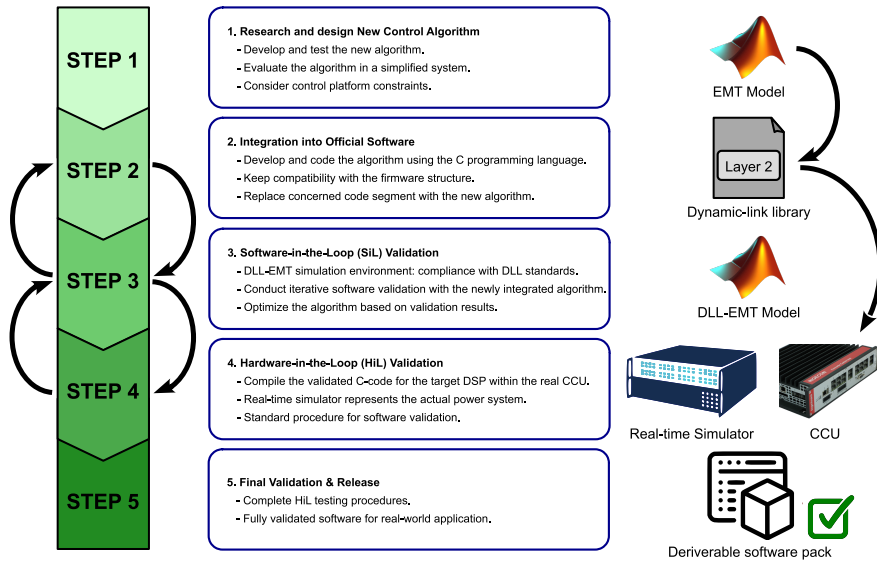 STEP 1
1. Research and design New Control Algorithm
- Develop and test the new algorithm.
- Evaluate the algorithm in a simplified system.
- Consider control platform constraints.
EMT Model
STEP 2
2. Integration into Official Software
- Develop and code the algorithm using the C programming language.
- Keep compatibility with the firmware structure.
- Replace concerned code segment with the new algorithm.
Layer 2
Dynamic-link library
STEP 3
3. Software-in-the-Loop (SiL) Validation
- DLL-EMT simulation environment: compliance with DLL standards.
- Conduct iterative software validation with the newly integrated algorithm.
- Optimize the algorithm based on validation results.
DLL-EMT Model
STEP 4
4. Hardware-in-the-Loop (HiL) Validation
- Compile the validated C-code for the target DSP within the real CCU.
- Real-time simulator represents the actual power system.
- Standard procedure for software validation.
Real-time Simulator
CCU
STEP 5
5. Final Validation & Release
- Complete HiL testing procedures.
- Fully validated software for real-world application.
Deriverable software pack